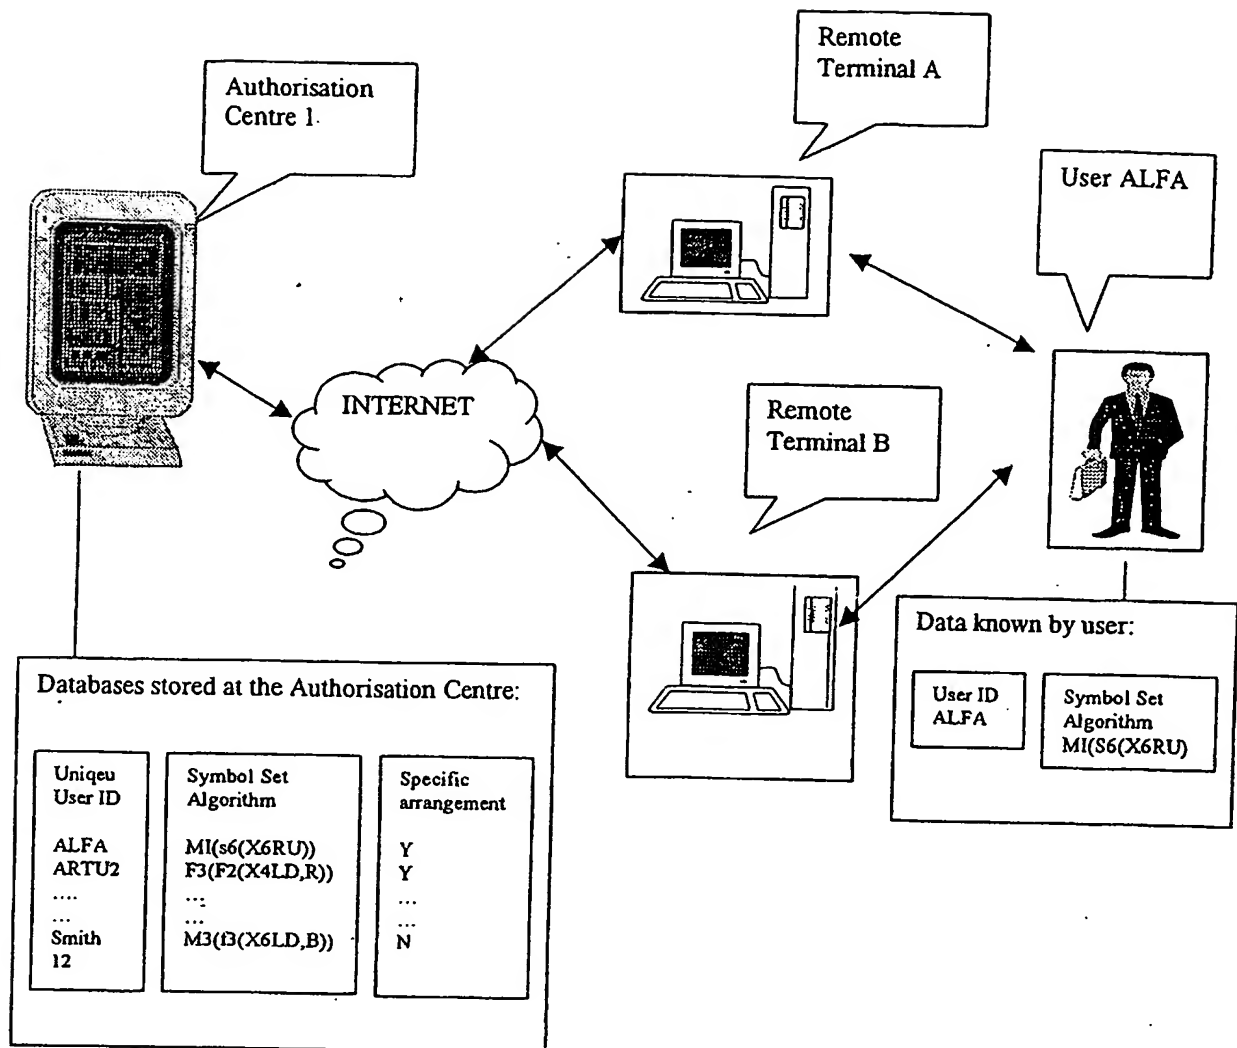 Authorisation
Centre 1.
Remote
Terminal A
User ALFA
INTERNET
Remote
Terminal B
Data known by user:
User ID
ALFA
Symbol Set
Algorithm
MI(S6(X6RU)
Databases stored at the Authorisation Centre:
Uniqeu
User ID
ALFA
ARTU2
....
...
Smith
12
Symbol Set
Algorithm
MI(s6(X6RU))
F3(F2(X4LD,R))
...
...
M3(f3(X6LD,B))
Specific
arrangement
Y
Y
...
...
N